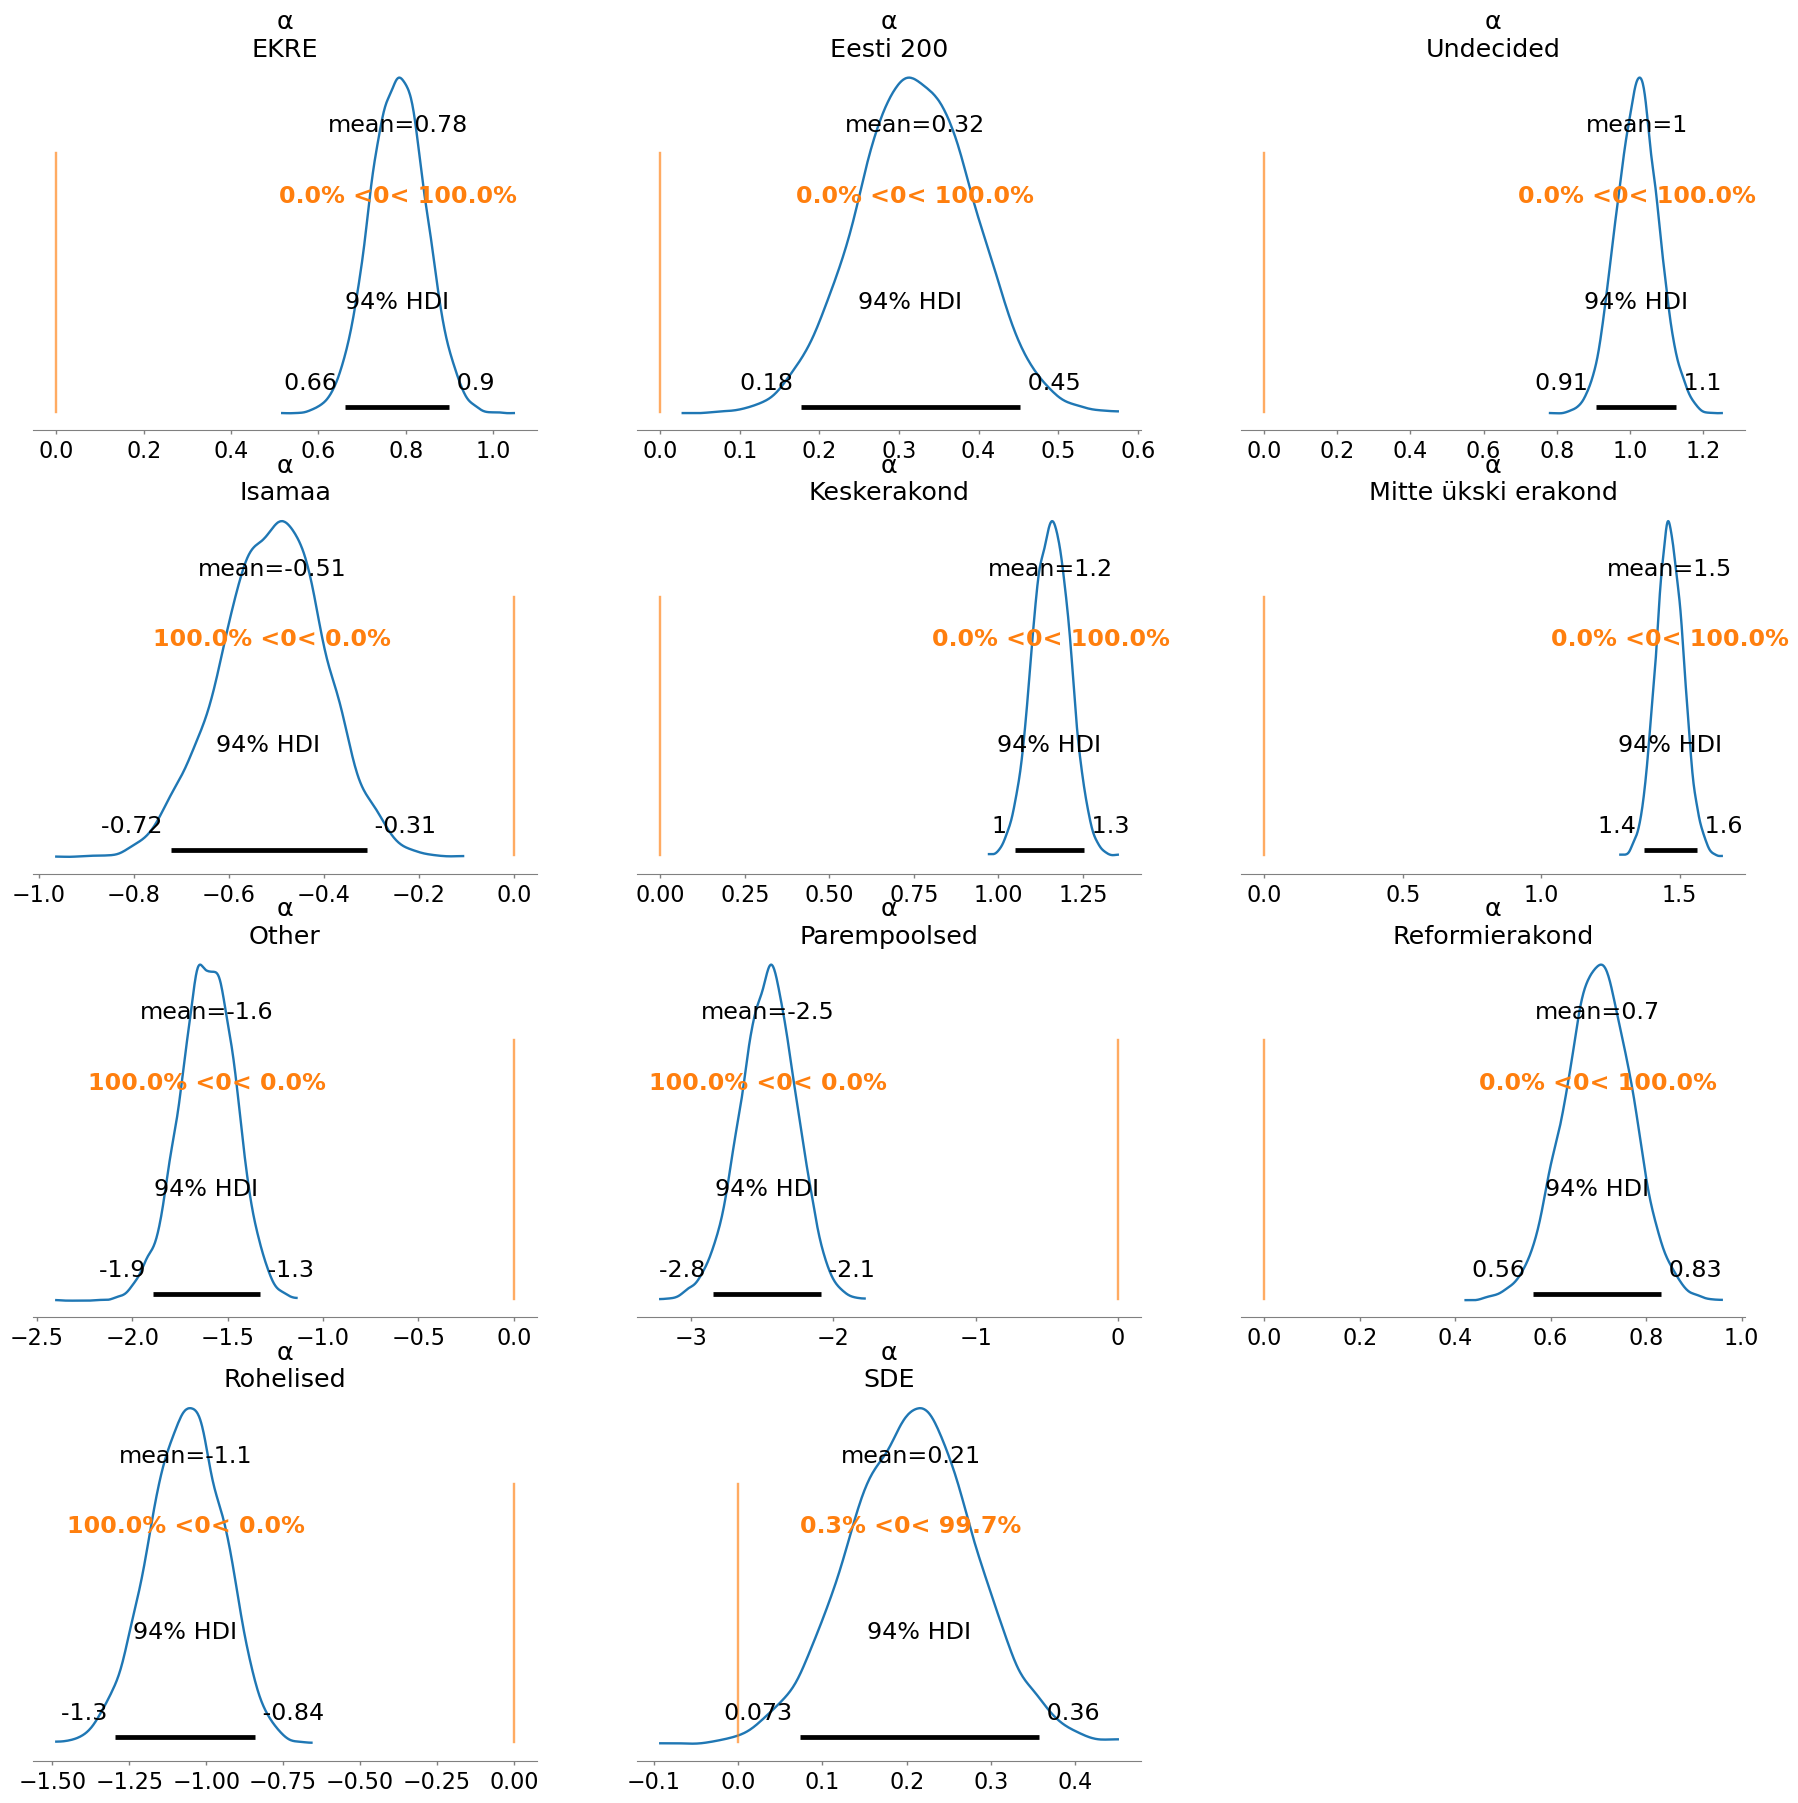 α
EKRE
mean=0.78
0.0% <0< 100.0%
94% HDI
0.66 0.9
0.0 0.2 0.4 0.6 0.8 1.0
α
Eesti 200
mean=0.32
0.0% <0< 100.0%
94% HDI
0.18 0.45
0.0 0.1 0.2 0.3 0.4 0.5 0.6
α
Undecided
mean=1
0.0% <0< 100.0%
94% HDI
0.91 1.1
0.0 0.2 0.4 0.6 0.8 1.0 1.2
α
Isamaa
mean=-0.51
100.0% <0< 0.0%
94% HDI
-0.72 -0.31
−1.0 −0.8 −0.6 −0.4 −0.2 0.0
α
Keskerakond
mean=1.2
0.0% <0< 100.0%
94% HDI
1 1.3
0.00 0.25 0.50 0.75 1.00 1.25
α
Mitte ükski erakond
mean=1.5
0.0% <0< 100.0%
94% HDI
1.4 1.6
0.0 0.5 1.0 1.5
α
Other
mean=-1.6
100.0% <0< 0.0%
94% HDI
-1.9 -1.3
−2.5 −2.0 −1.5 −1.0 −0.5 0.0
α
Parempoolsed
mean=-2.5
100.0% <0< 0.0%
94% HDI
-2.8 -2.1
−3 −2 −1 0
α
Reformierakond
mean=0.7
0.0% <0< 100.0%
94% HDI
0.56 0.83
0.0 0.2 0.4 0.6 0.8 1.0
α
Rohelised
mean=-1.1
100.0% <0< 0.0%
94% HDI
-1.3 -0.84
−1.50 −1.25 −1.00 −0.75 −0.50 −0.25 0.00
α
SDE
mean=0.21
0.3% <0< 99.7%
94% HDI
0.073 0.36
−0.1 0.0 0.1 0.2 0.3 0.4